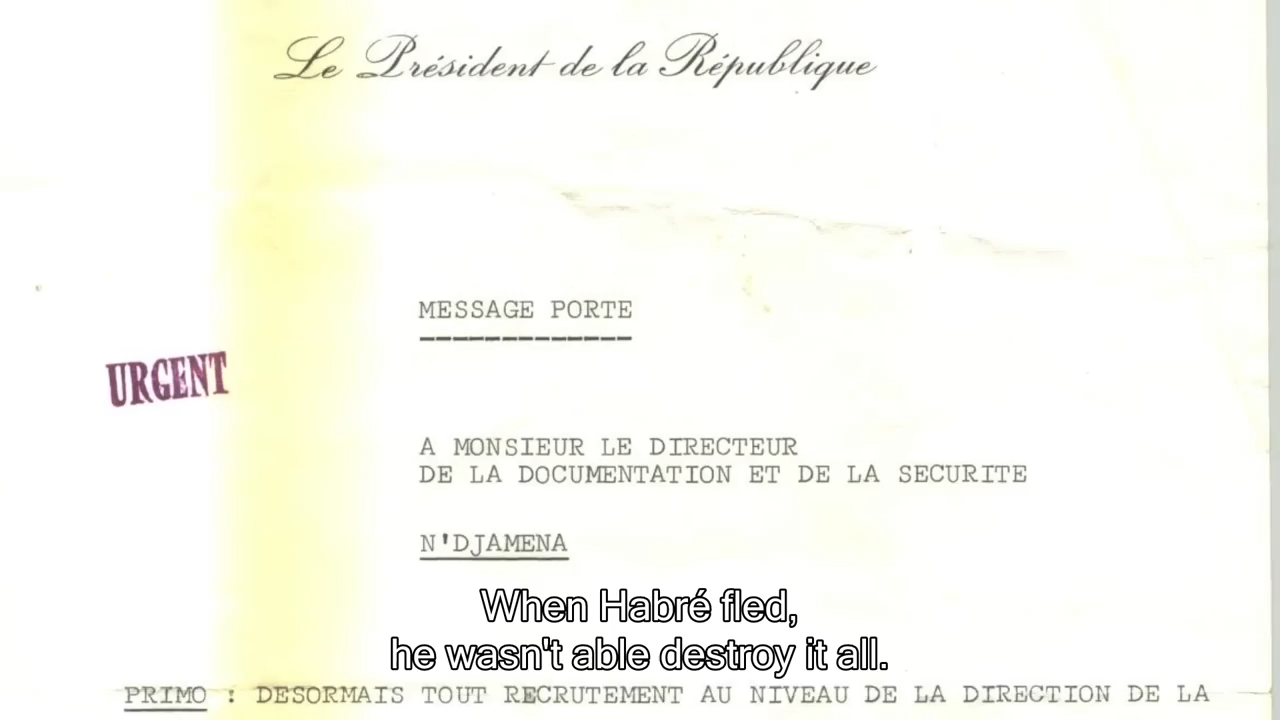 Le Président de la République
MESSAGE PORTE
URGENT
A MONSIEUR LE DIRECTEUR
DE LA DOCUMENTATION ET DE LA SECURITE
N'DJAMENA
When Habré fled,
he wasn't able destroy it all.
PRIMO : DESORMAIS TOUT RECRUTEMENT AU NIVEAU DE LA DIRECTION DE LA